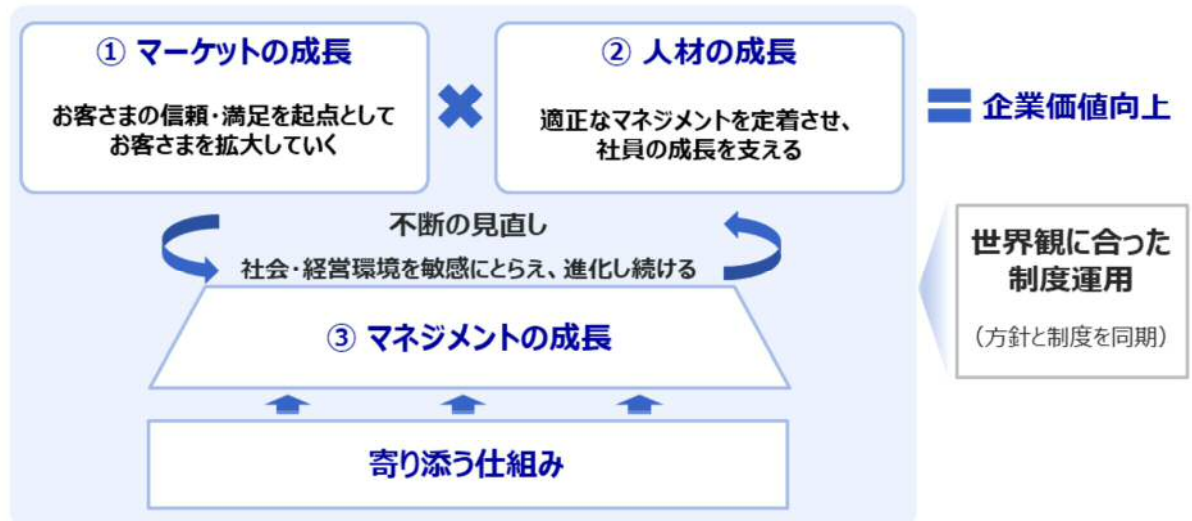 ① マーケットの成長
お客さまの信頼・満足を起点として
お客さまを拡大していく
② 人材の成長
適正なマネジメントを定着させ、
社員の成長を支える
企業価値向上
不断の見直し
社会・経営環境を敏感にとらえ、進化し続ける
③ マネジメントの成長
寄り添う仕組み
世界観に合った
制度運用
（方針と制度を同期）